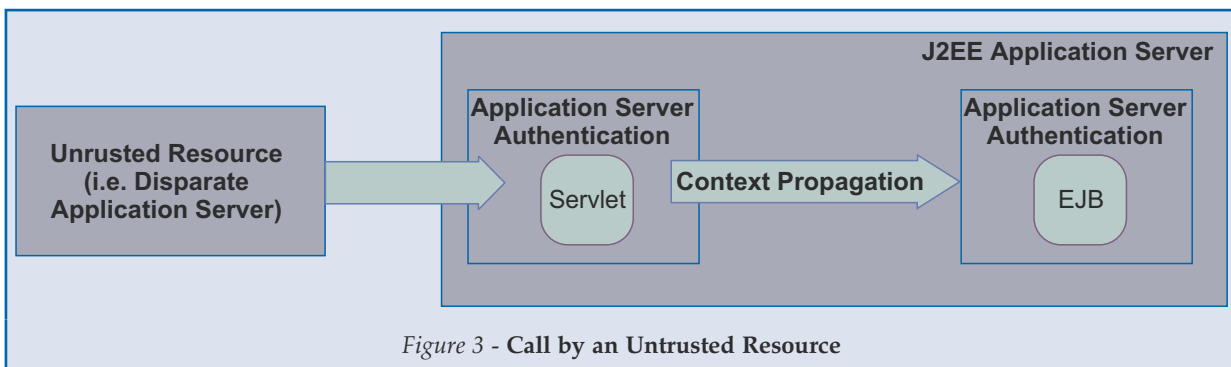 J2EE Application Server
Unrusted Resource
(i.e. Disparate
Application Server)
Application Server
Authentication
Servlet
Context Propagation
Application Server
Authentication
EJB
Figure 3 - Call by an Untrusted Resource